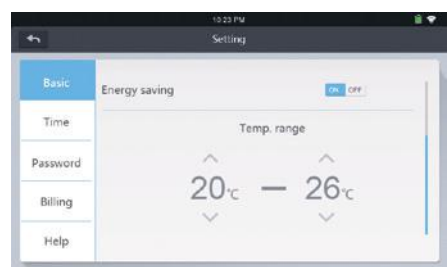 10:23 PM
Setting
Basic
Energy saving
ON OFF
Time
Temp. range
Password
20℃ — 26℃
Billing
Help